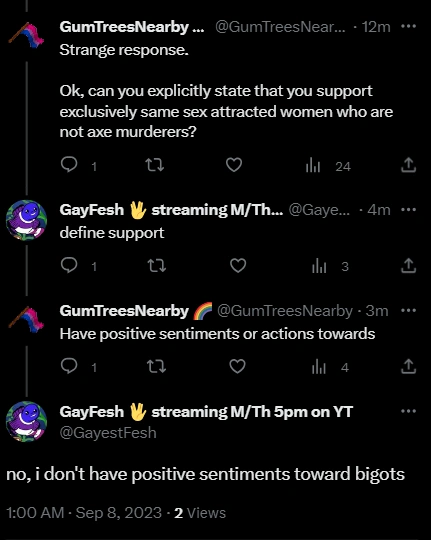 GumTreesNearby ... @GumTreesNear... · 12m
Strange response.
Ok, can you explicitly state that you support
exclusively same sex attracted women who are
not axe murderers?
1 24
GayFesh 🖖 streaming M/Th... @Gaye... · 4m
define support
1 3
GumTreesNearby 🌈 @GumTreesNearby · 3m
Have positive sentiments or actions towards
1 4
GayFesh 🖖 streaming M/Th 5pm on YT
@GayestFesh
no, i don't have positive sentiments toward bigots
1:00 AM · Sep 8, 2023 · 2 Views